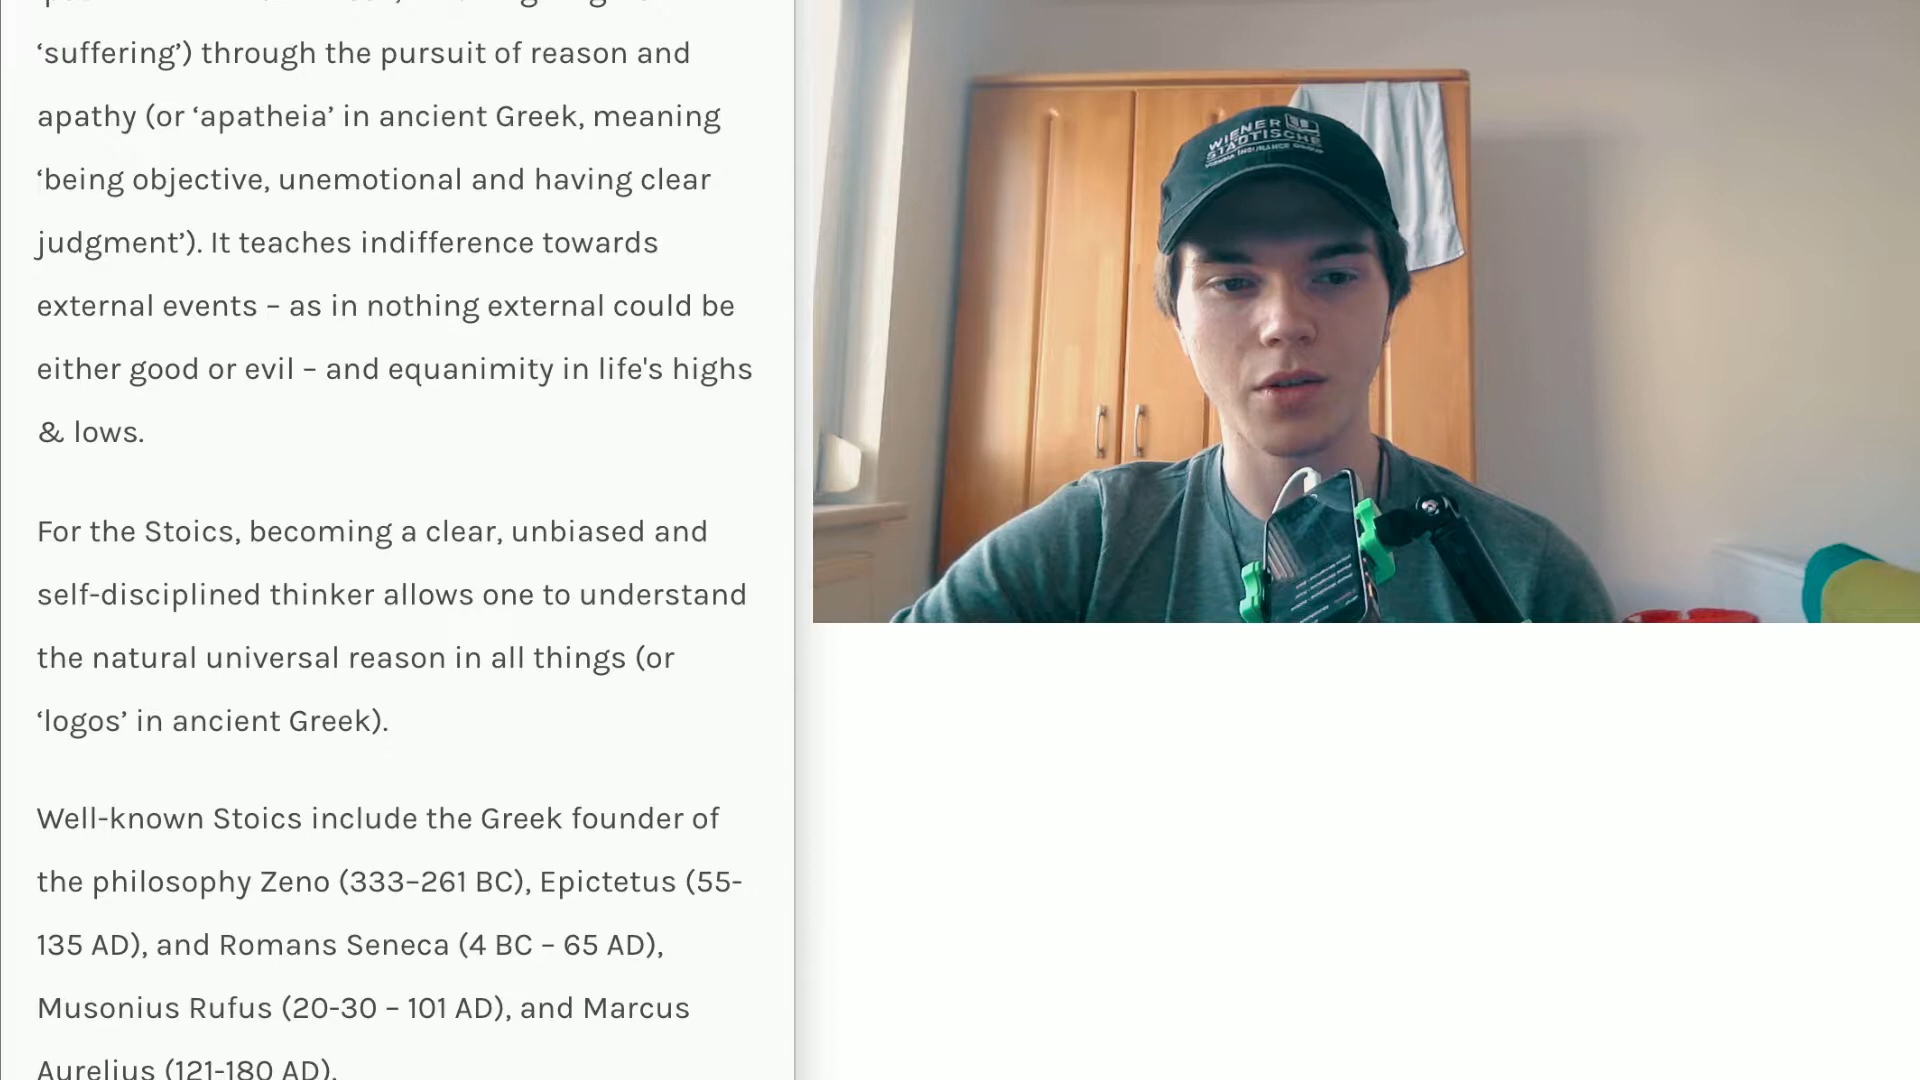 ‘suffering’) through the pursuit of reason and
apathy (or ‘apatheia’ in ancient Greek, meaning
‘being objective, unemotional and having clear
judgment’). It teaches indifference towards
external events – as in nothing external could be
either good or evil – and equanimity in life's highs
& lows.
For the Stoics, becoming a clear, unbiased and
self-disciplined thinker allows one to understand
the natural universal reason in all things (or
‘logos’ in ancient Greek).
Well-known Stoics include the Greek founder of
the philosophy Zeno (333–261 BC), Epictetus (55-
135 AD), and Romans Seneca (4 BC – 65 AD),
Musonius Rufus (20-30 – 101 AD), and Marcus
Aurelius (121-180 AD).
WIENER
STÄDTISCHE
VIENNA INSURANCE GROUP